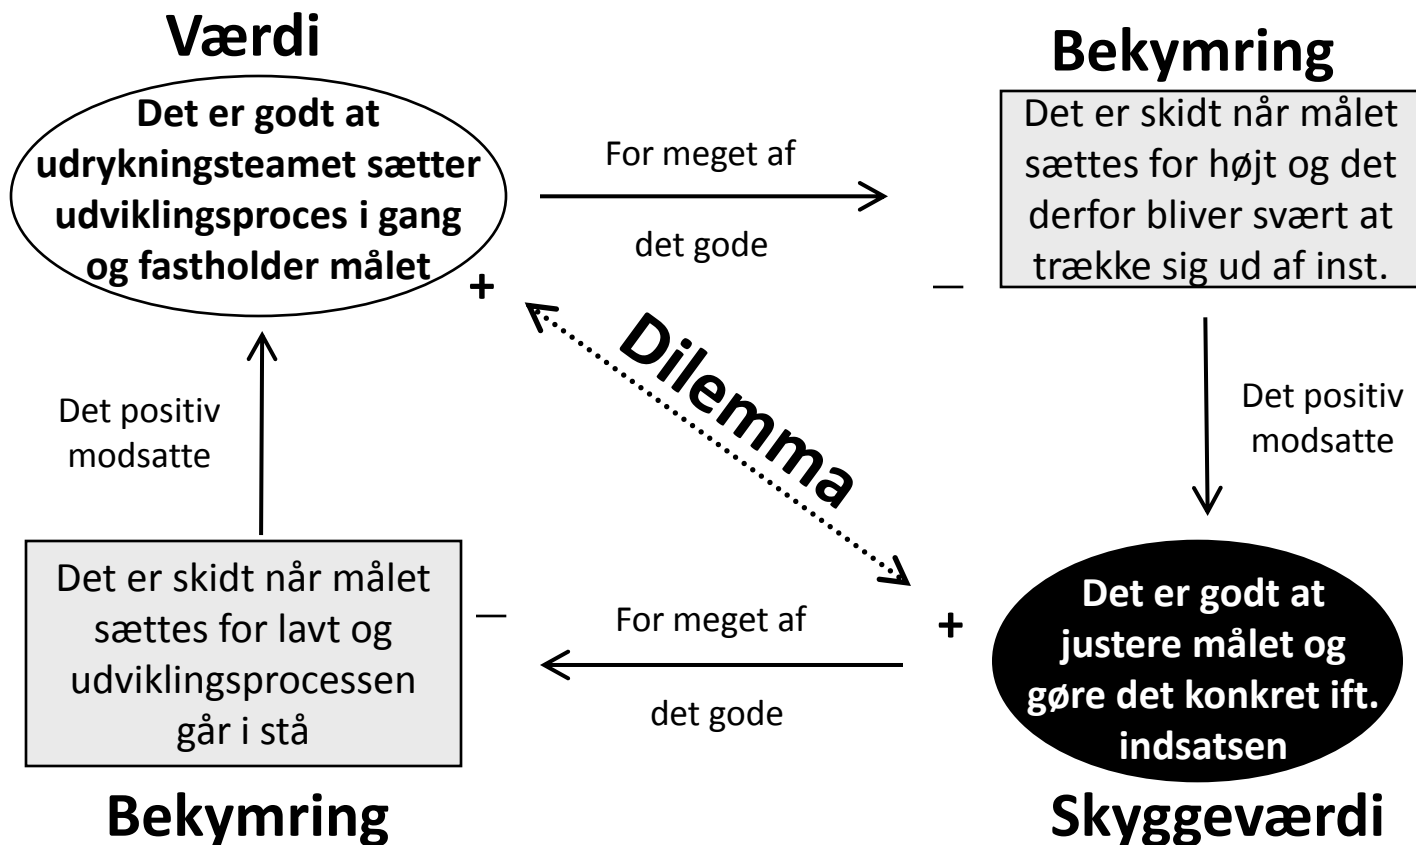 Værdi
Det er godt at
udrykningsteamet sætter
udviklingsproces i gang
og fastholder målet
+
For meget af
det gode
Bekymring
Det er skidt når målet
sættes for højt og det
derfor bliver svært at
trække sig ud af inst.
–
Dilemma
Det positiv
modsatte
Det positiv
modsatte
Det er skidt når målet
sættes for lavt og
udviklingsprocessen
går i stå
–
Bekymring
For meget af
det gode
+
Det er godt at
justere målet og
gøre det konkret ift.
indsatsen
Skyggeværdi